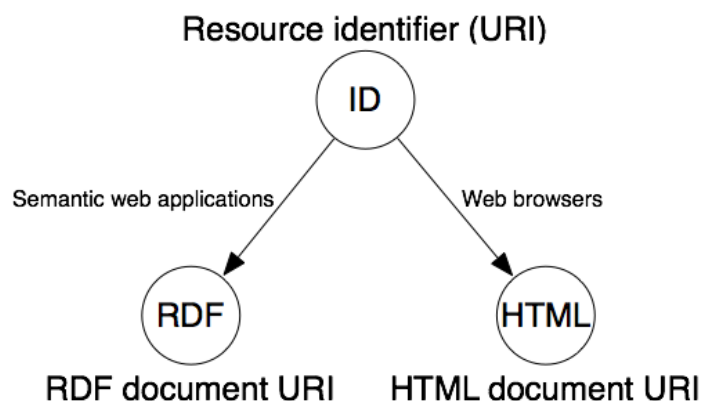 Resource identifier (URI)
ID
Semantic web applications
Web browsers
RDF
HTML
RDF document URI
HTML document URI